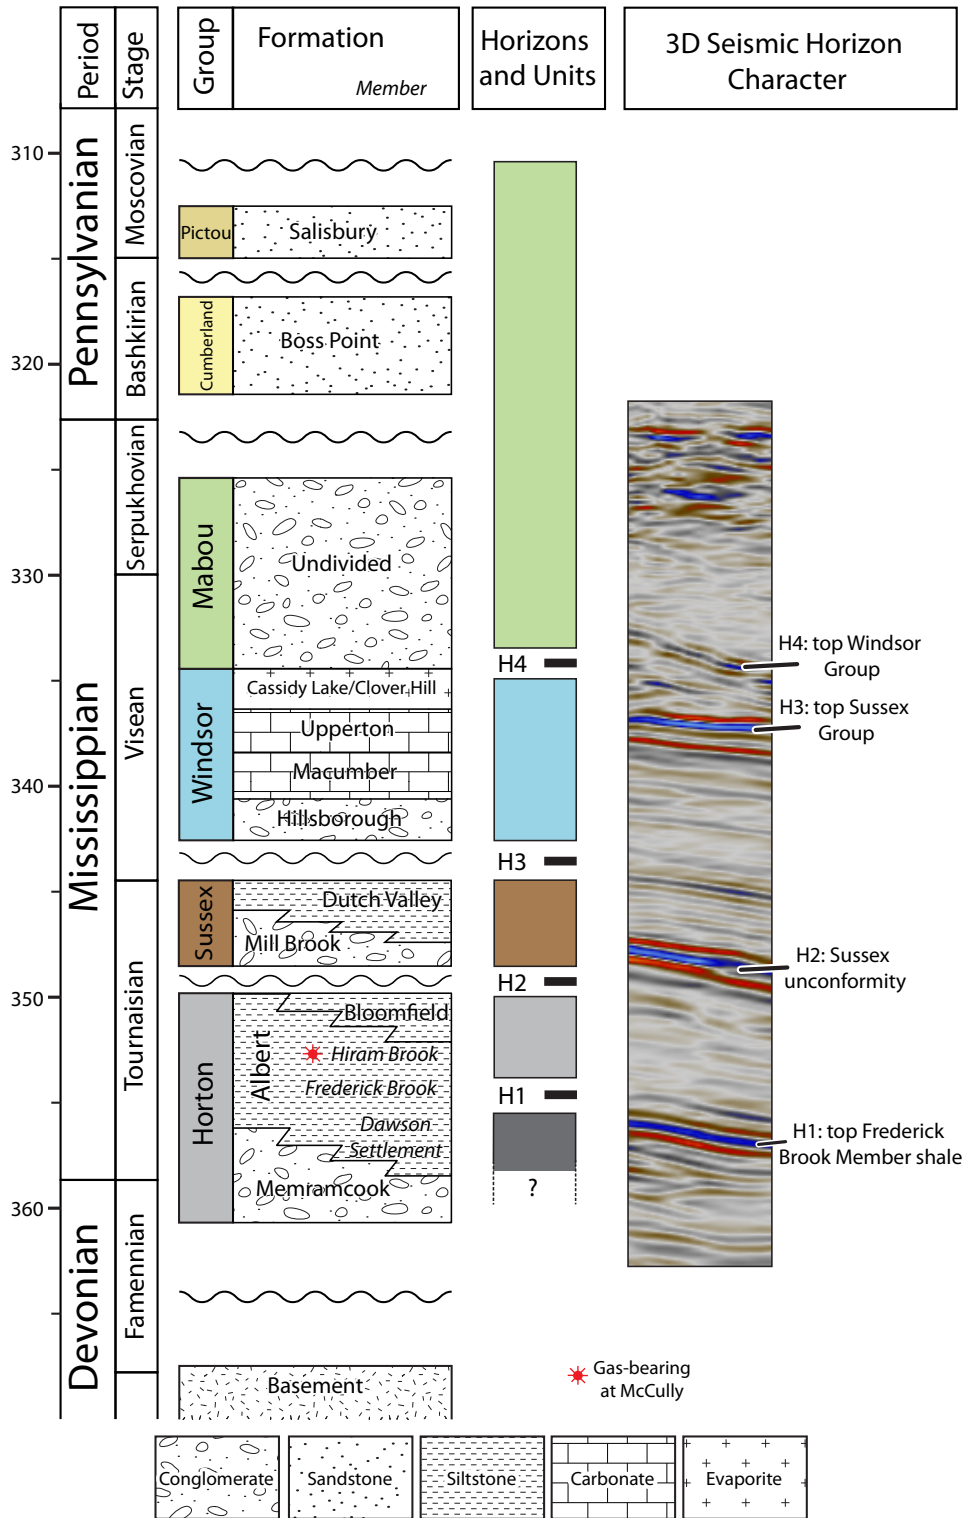 Period
Stage
Group
Formation
Member
Horizons
and Units
3D Seismic Horizon
Character
310
320
330
340
350
360
Pennsylvanian
Mississippian
Devonian
Moscovian
Bashkirian
Serpukhovian
Visean
Tournaisian
Famennian
Pictou
Salisbury
Cumberland
Boss Point
Mabou
Undivided
Windsor
Cassidy Lake/Clover Hill
Upperton
Macumber
Hillsborough
Sussex
Dutch Valley
Mill Brook
Horton
Albert
Bloomfield
Hiram Brook
Frederick Brook
Dawson
Settlement
Memramcook
Basement
H4
H3
H2
H1
?
H4: top Windsor
Group
H3: top Sussex
Group
H2: Sussex
unconformity
H1: top Frederick
Brook Member shale
Gas-bearing
at McCully
Conglomerate
Sandstone
Siltstone
Carbonate
Evaporite